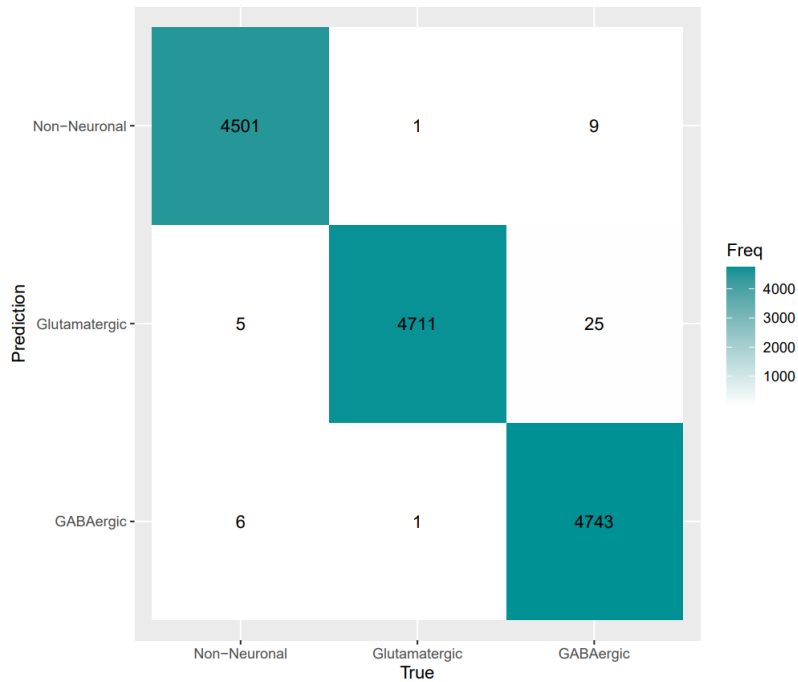 Non−Neuronal
4501
1
9
Prediction
Glutamatergic
5
4711
25
GABAergic
6
1
4743
Non−Neuronal
Glutamatergic
GABAergic
True
Freq
4000
3000
2000
1000